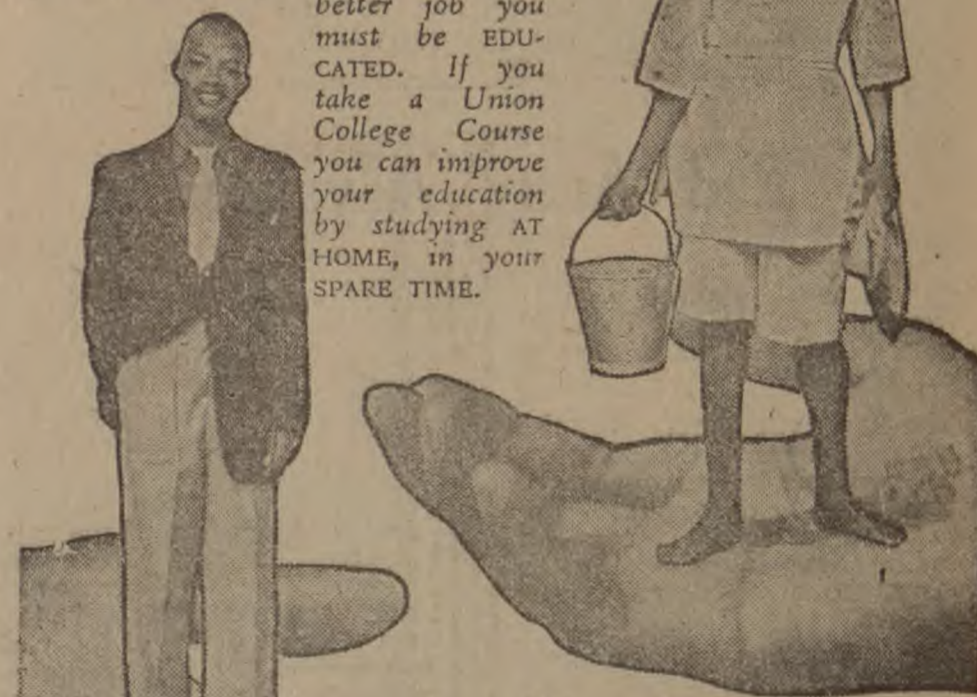 better job you
must be EDU-
CATED. If you
take a Union
College Course
you can improve
your education
by studying AT
HOME, in your
SPARE TIME.